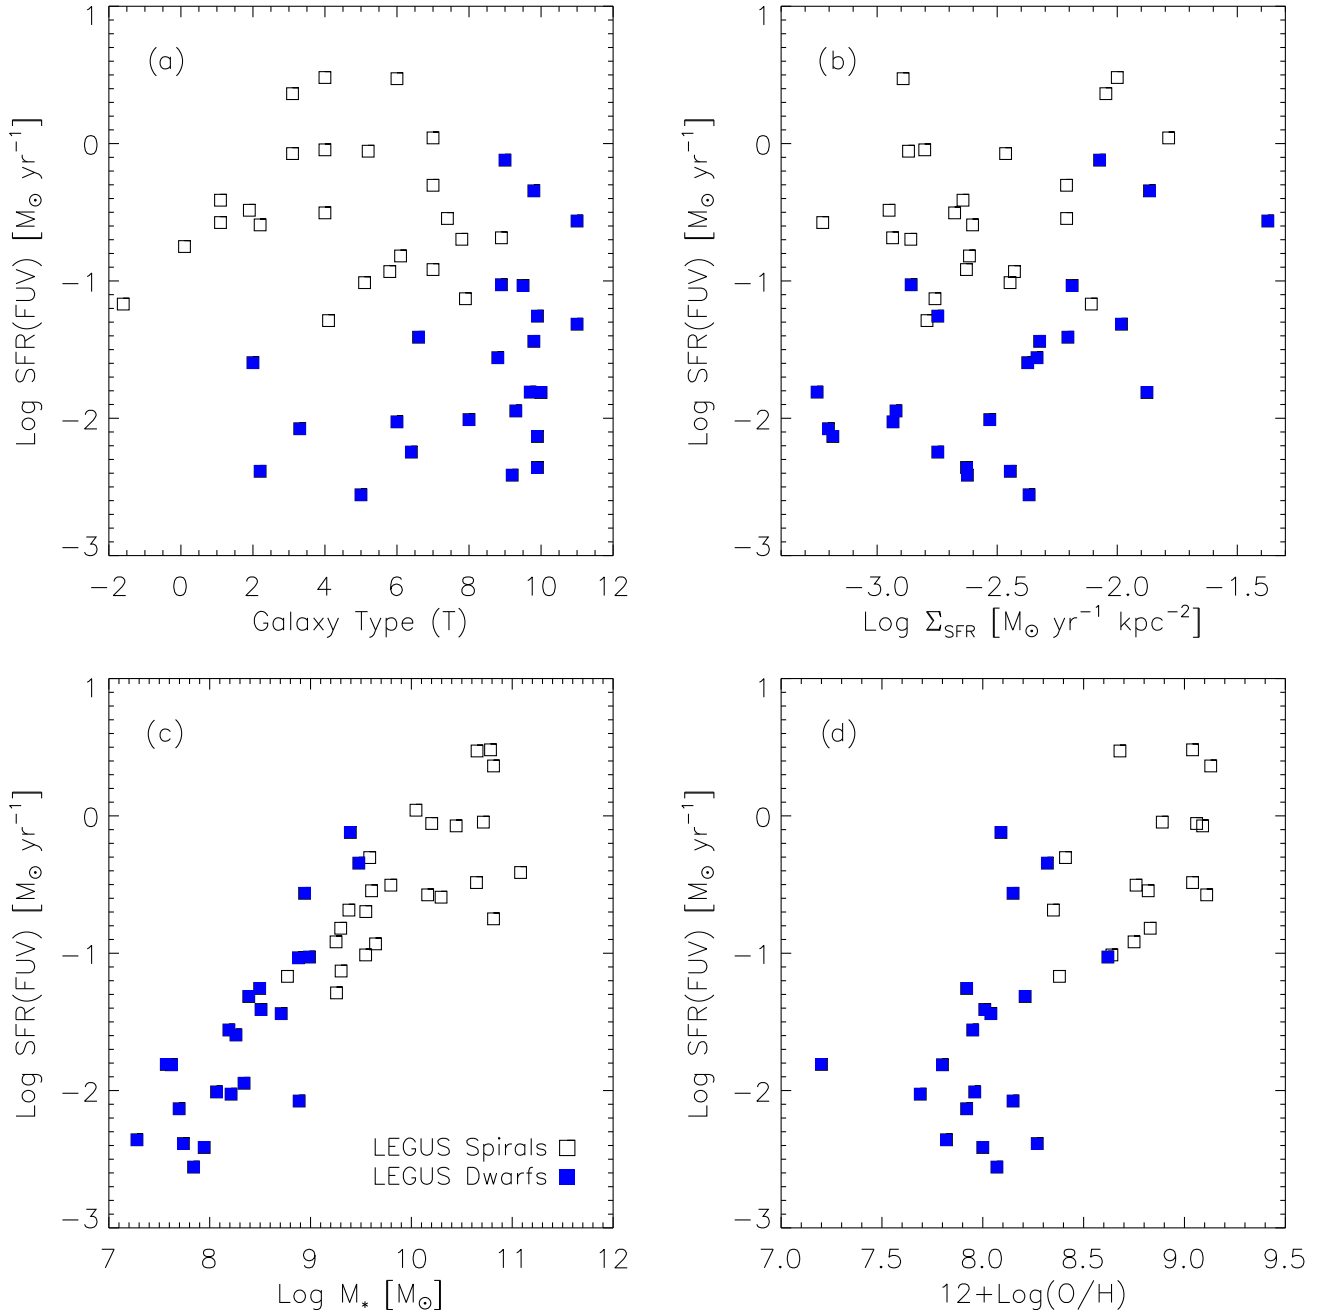 (a)
1
0
−1
−2
−3
Log SFR(FUV) [M⊙ yr⁻¹]
−2 0 2 4 6 8 10 12
Galaxy Type (T)
(b)
1
0
−1
−2
−3
Log SFR(FUV) [M⊙ yr⁻¹]
−3.0 −2.5 −2.0 −1.5
Log Σ_SFR [M⊙ yr⁻¹ kpc⁻²]
(c)
1
0
−1
−2
−3
Log SFR(FUV) [M⊙ yr⁻¹]
LEGUS Spirals
LEGUS Dwarfs
7 8 9 10 11 12
Log M_* [M⊙]
(d)
1
0
−1
−2
−3
Log SFR(FUV) [M⊙ yr⁻¹]
7.0 7.5 8.0 8.5 9.0 9.5
12+Log(O/H)